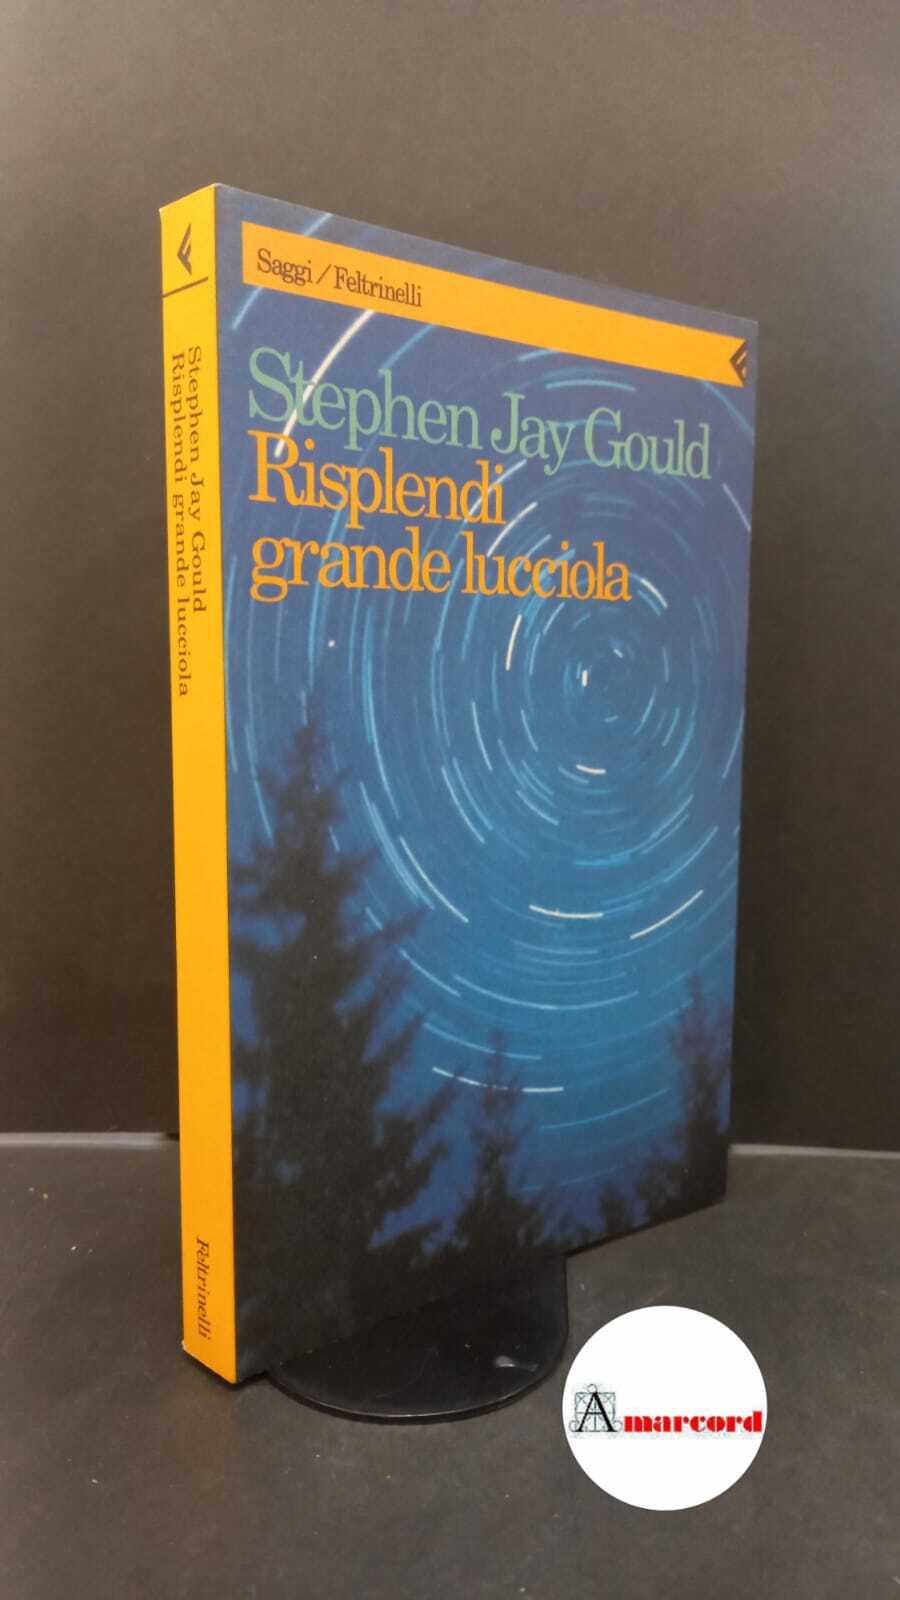 Saggi/Feltrinelli
Stephen Jay Gould
Risplendi
grande lucciola
Stephen Jay Gould
Risplendi grande lucciola
Feltrinelli
Amarcord